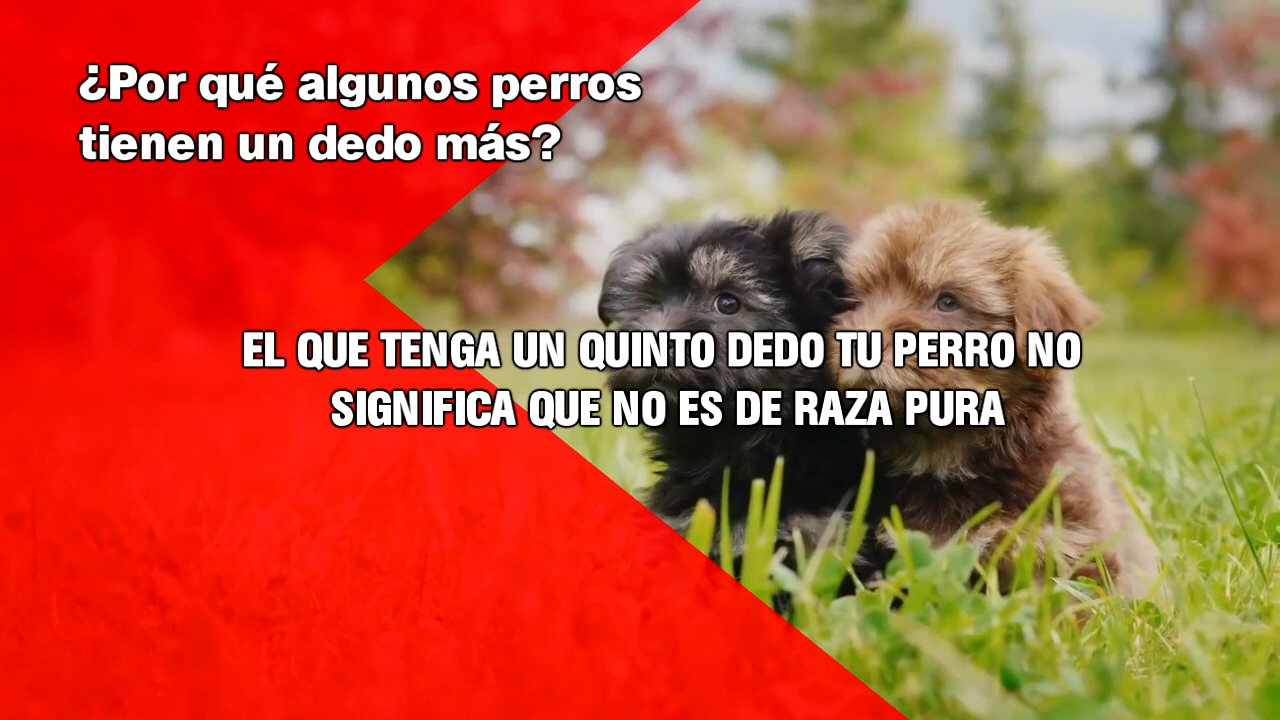 ¿Por qué algunos perros
tienen un dedo más?
EL QUE TENGA UN QUINTO DEDO TU PERRO NO
SIGNIFICA QUE NO ES DE RAZA PURA